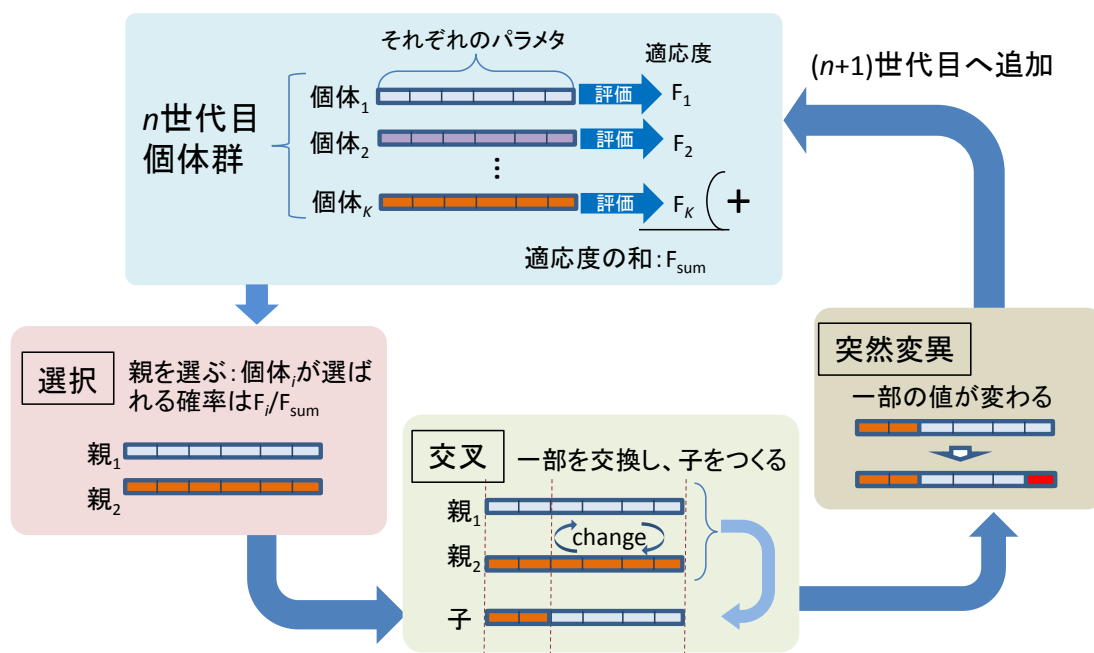 それぞれのパラメタ
適応度
(n+1)世代目へ追加
n世代目
個体群
個体1
評価
F1
個体2
評価
F2
⋮
個体K
評価
FK
+
適応度の和:Fsum
選択
親を選ぶ:個体iが選ば
れる確率はFi/Fsum
親1
親2
交叉
一部を交換し、子をつくる
親1
change
親2
子
突然変異
一部の値が変わる